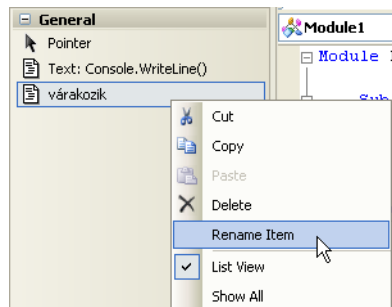 General
Pointer
Text: Console.WriteLine()
várakozik
Cut
Copy
Paste
Delete
Rename Item
List View
Show All
Module1
Module
Sub